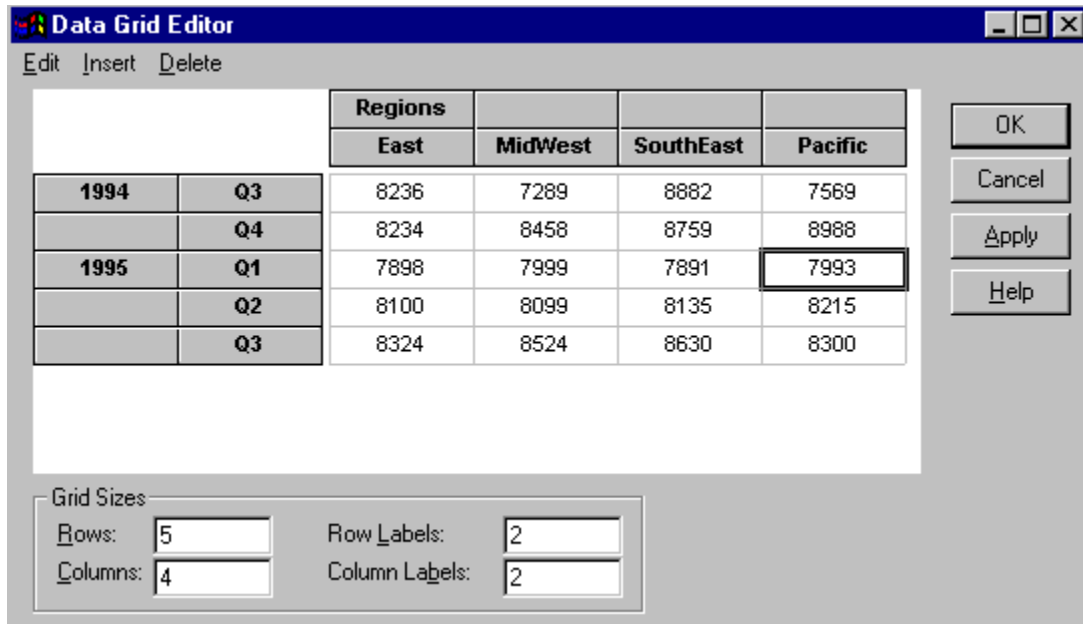 Data Grid Editor
Edit Insert Delete
Regions
East MidWest SouthEast Pacific
1994 Q3 8236 7289 8882 7569
Q4 8234 8458 8759 8988
1995 Q1 7898 7999 7891 7993
Q2 8100 8099 8135 8215
Q3 8324 8524 8630 8300
OK
Cancel
Apply
Help
Grid Sizes
Rows: 5 Row Labels: 2
Columns: 4 Column Labels: 2